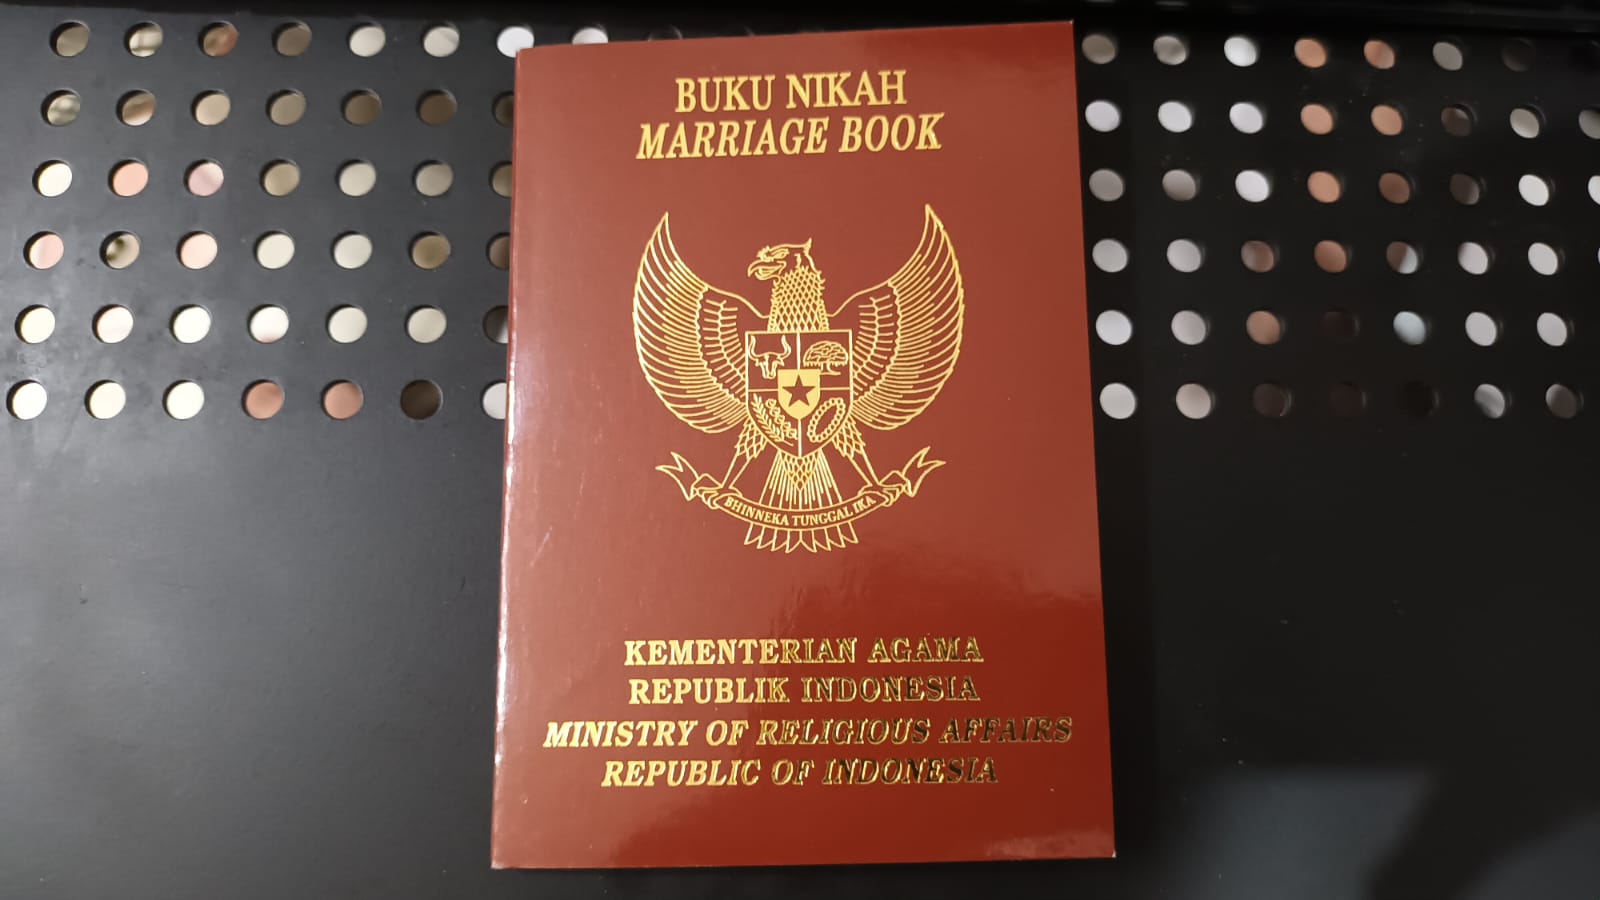 BUKU NIKAH
MARRIAGE BOOK
BHINNEKA TUNGGAL IKA
KEMENTERIAN AGAMA
REPUBLIK INDONESIA
MINISTRY OF RELIGIOUS AFFAIRS
REPUBLIC OF INDONESIA